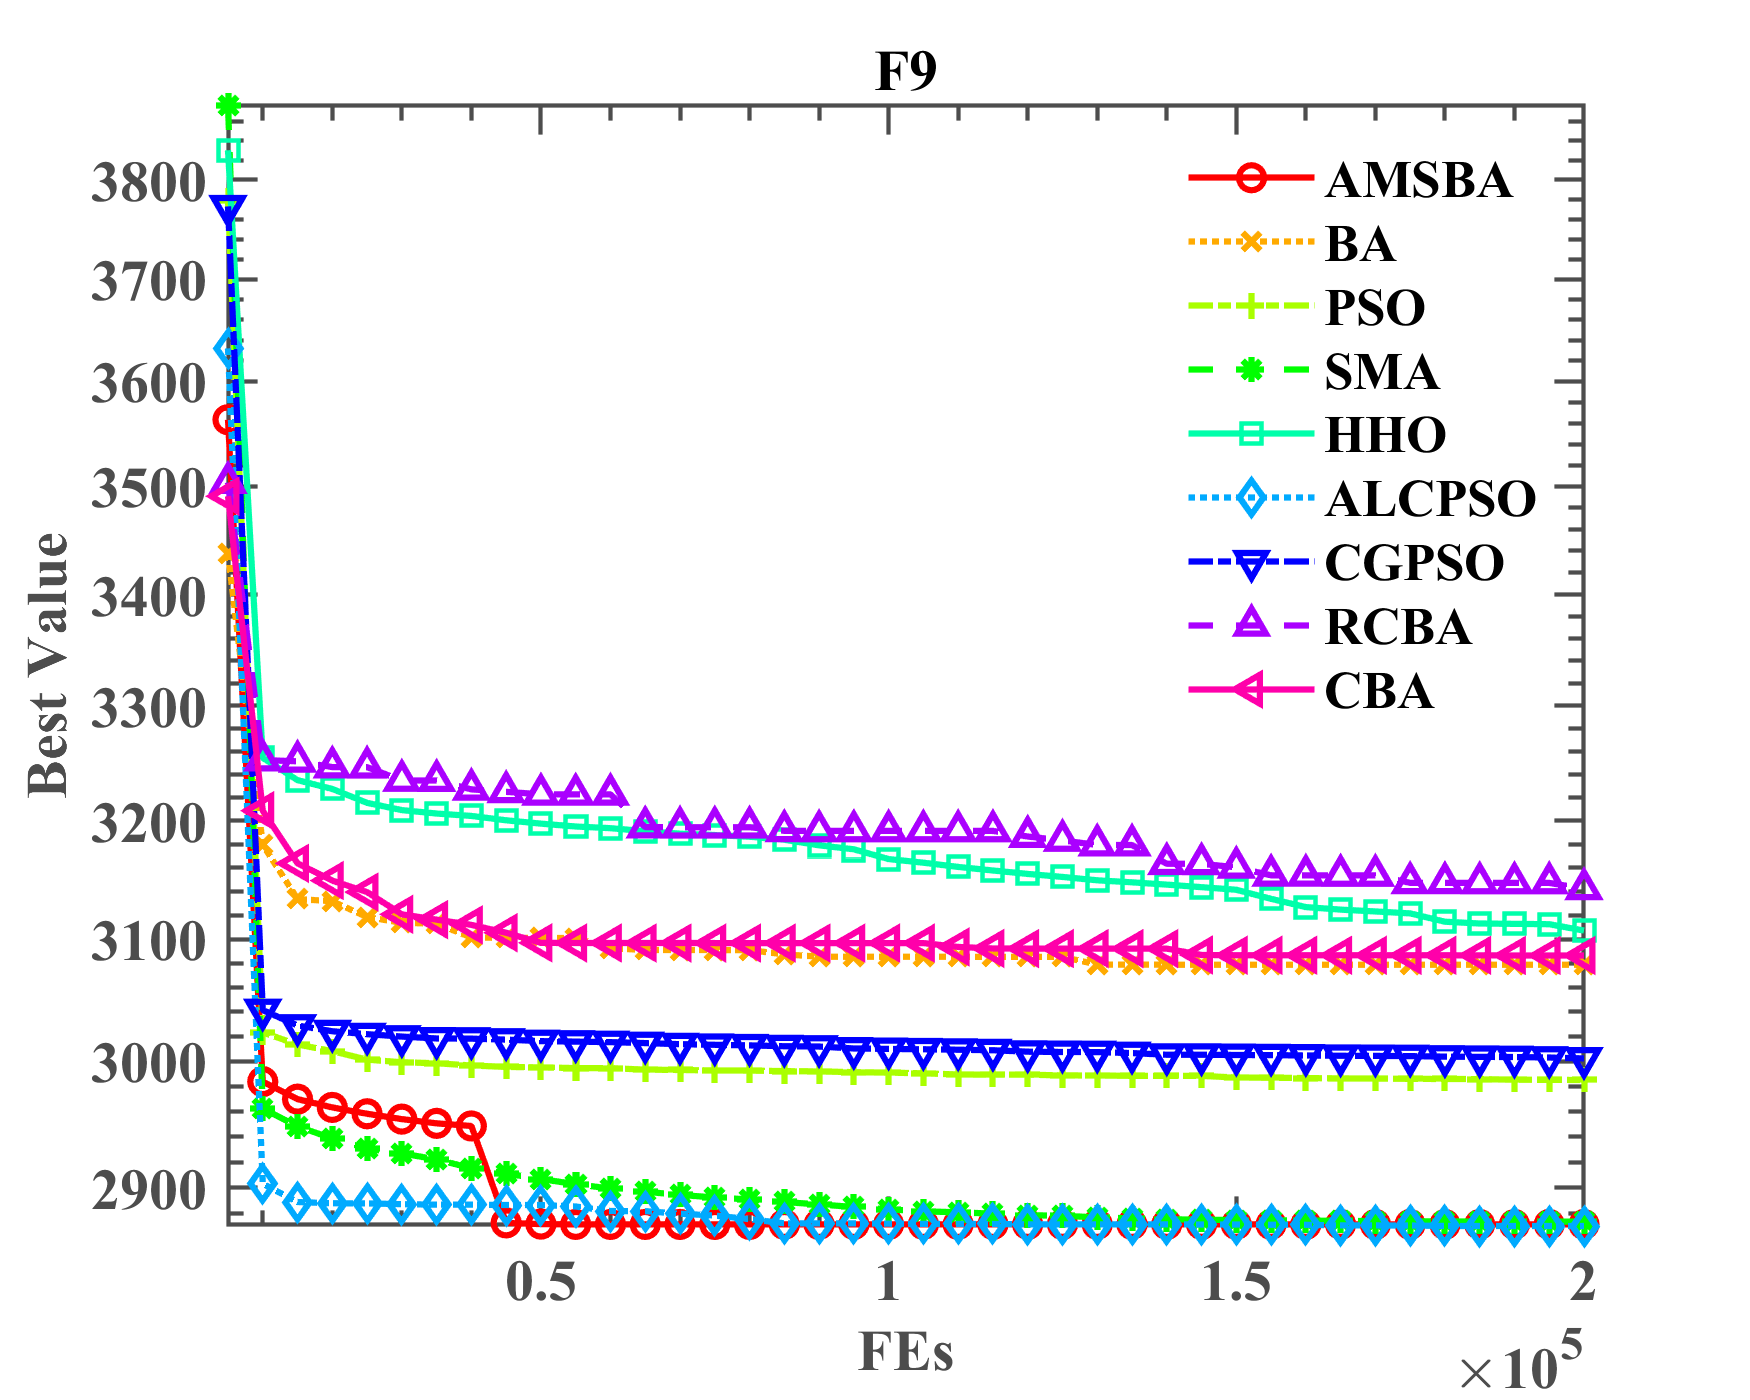 F9
3800
3700
3600
3500
3400
3300
3200
3100
3000
2900
Best Value
AMSBA
BA
PSO
SMA
HHO
ALCPSO
CGPSO
RCBA
CBA
0.5
1
1.5
2
FEs
×10⁵